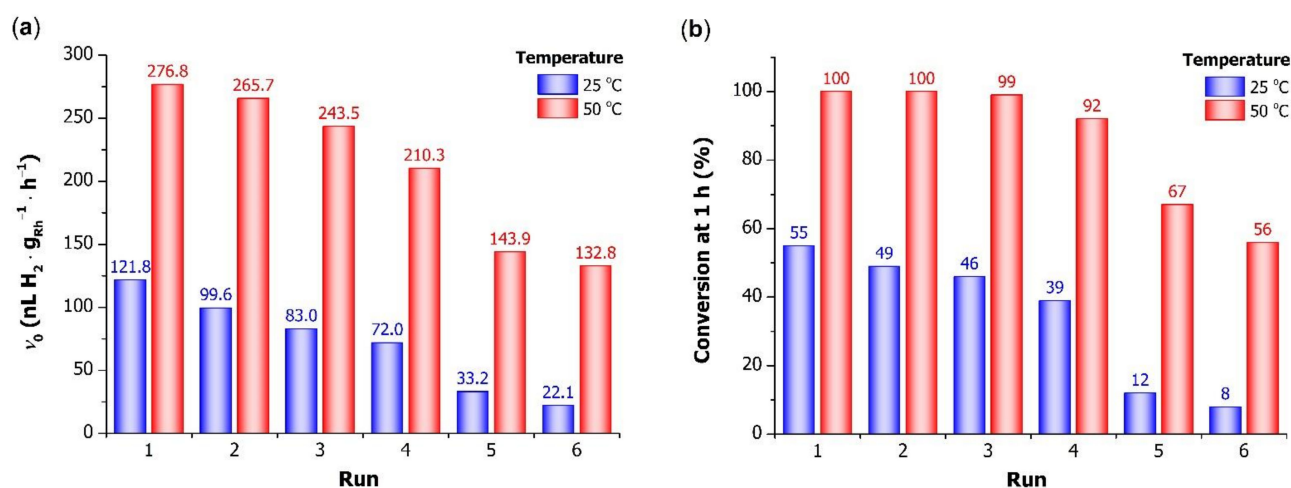 (a)
Temperature
25 °C
50 °C
300
250
200
150
100
50
0
ν₀ (nL H₂ · g_Rh⁻¹ · h⁻¹)
276.8
265.7
243.5
210.3
143.9
132.8
121.8
99.6
83.0
72.0
33.2
22.1
1 2 3 4 5 6
Run
(b)
Temperature
25 °C
50 °C
100
80
60
40
20
0
Conversion at 1 h (%)
100
100
99
92
67
56
55
49
46
39
12
8
1 2 3 4 5 6
Run